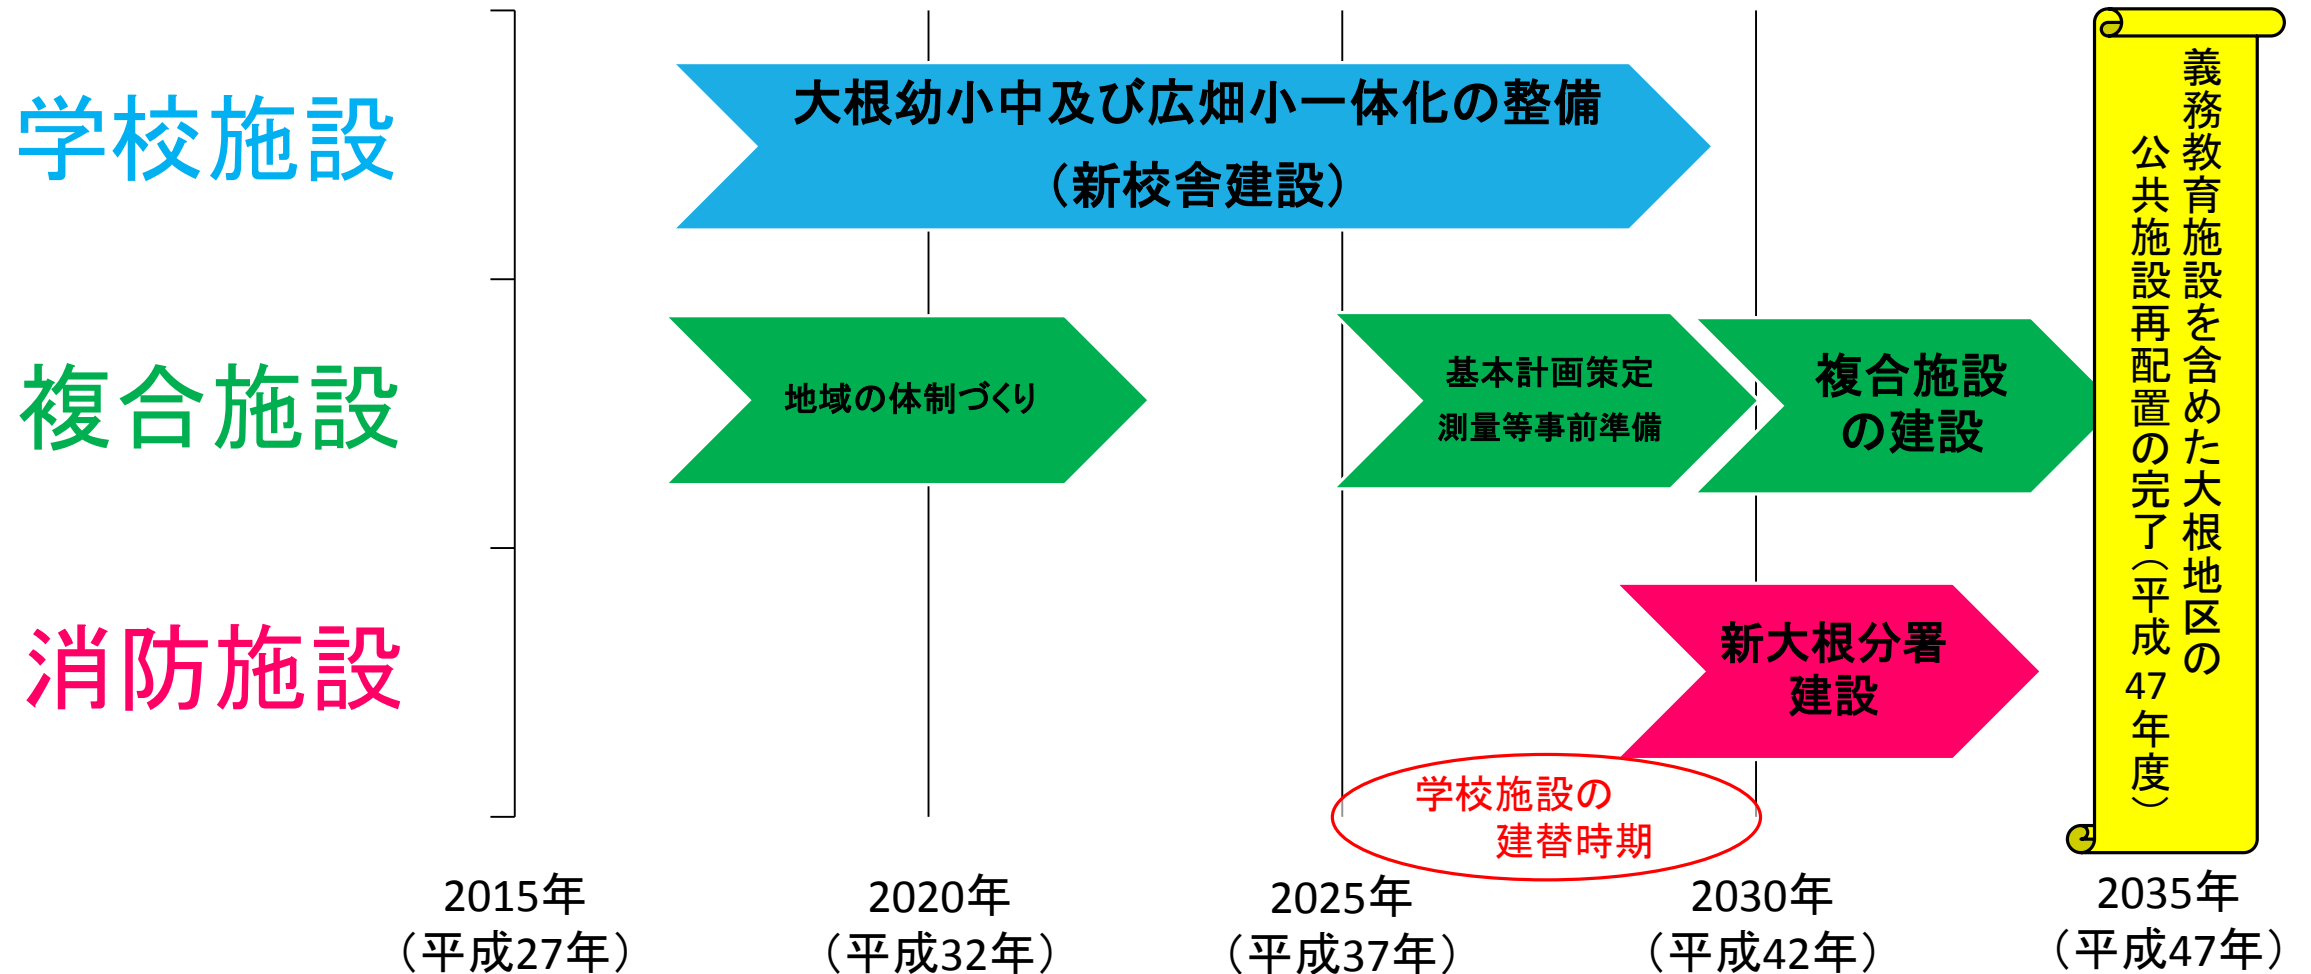 学校施設
大根幼小中及び広畑小一体化の整備
（新校舎建設）
複合施設
地域の体制づくり
基本計画策定
測量等事前準備
複合施設
の建設
消防施設
新大根分署
建設
学校施設の
建替時期
義務教育施設を含めた大根地区の
公共施設再配置の完了（平成47年度）
2015年
（平成27年）
2020年
（平成32年）
2025年
（平成37年）
2030年
（平成42年）
2035年
（平成47年）